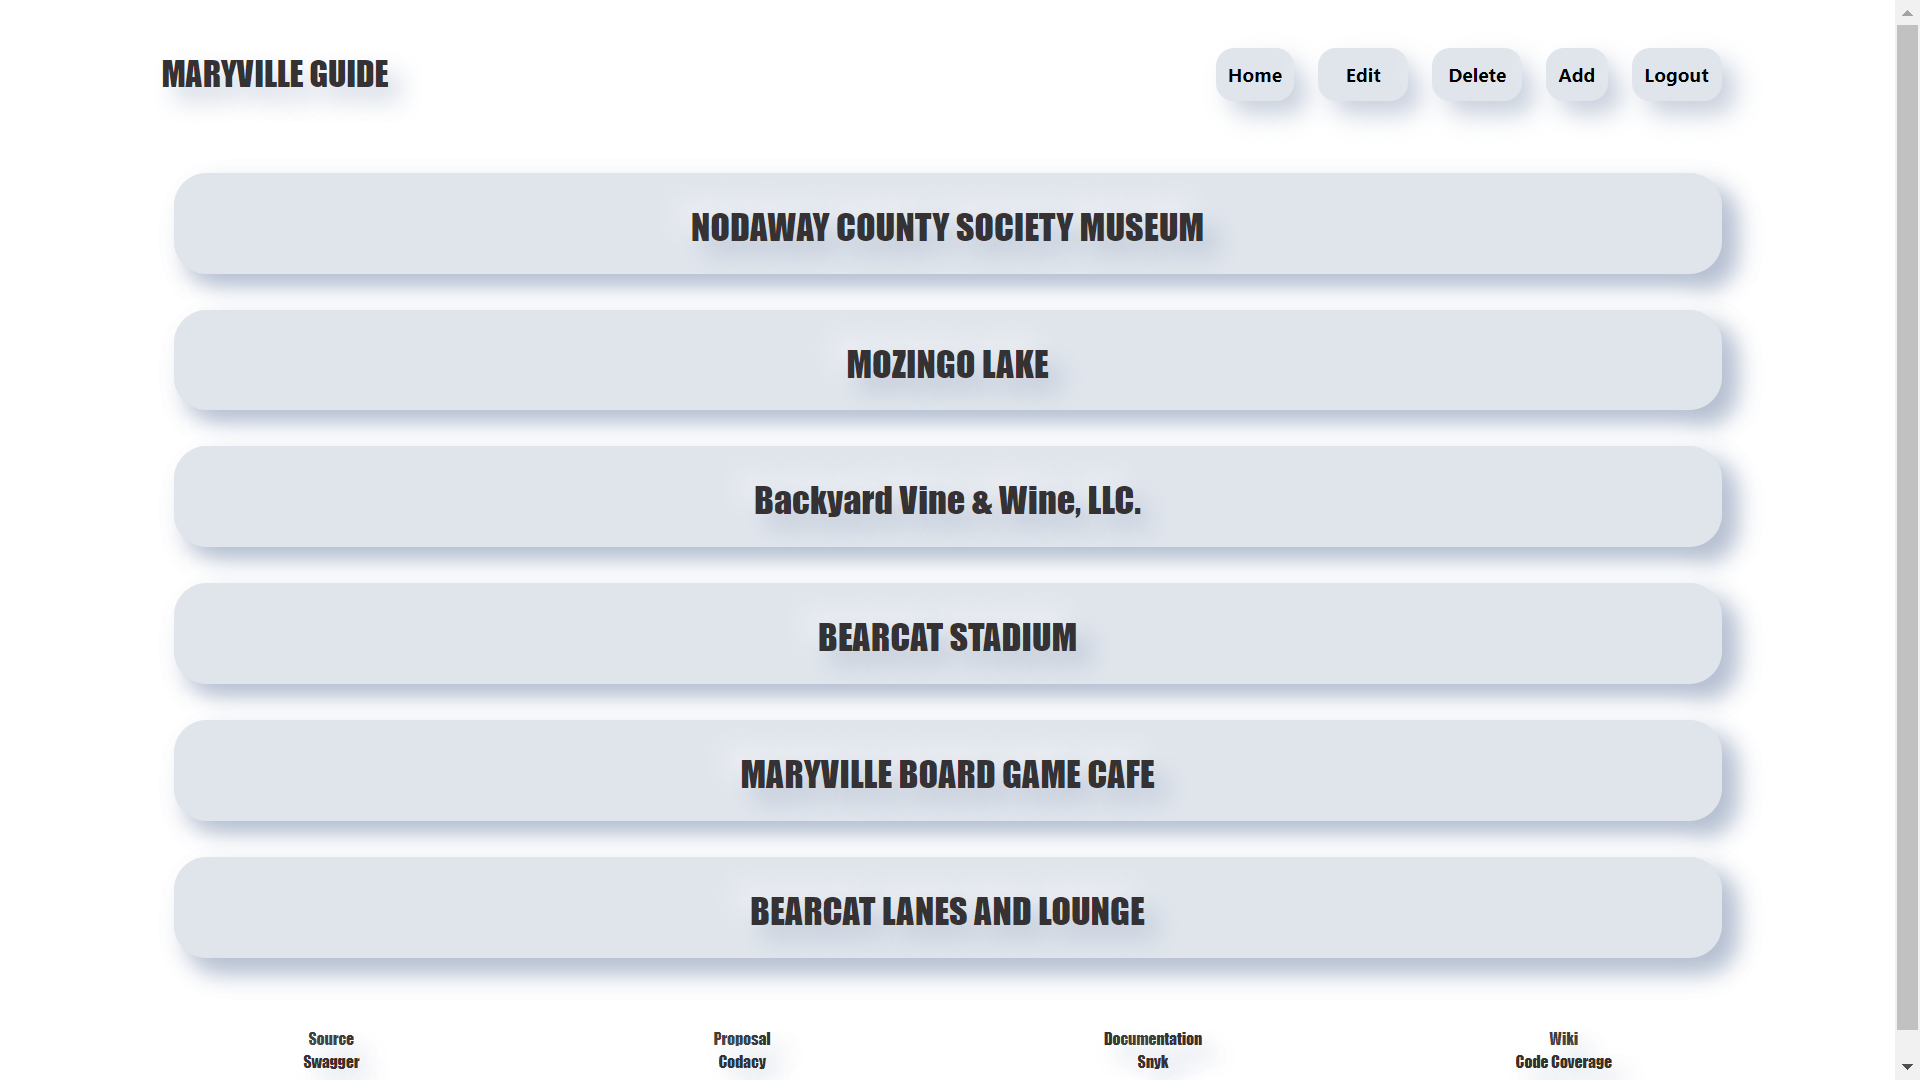 MARYVILLE GUIDE
Home Edit Delete Add Logout
NODAWAY COUNTY SOCIETY MUSEUM
MOZINGO LAKE
Backyard Vine & Wine, LLC.
BEARCAT STADIUM
MARYVILLE BOARD GAME CAFE
BEARCAT LANES AND LOUNGE
Source Proposal Documentation Wiki
Swagger Codacy Snyk Code Coverage